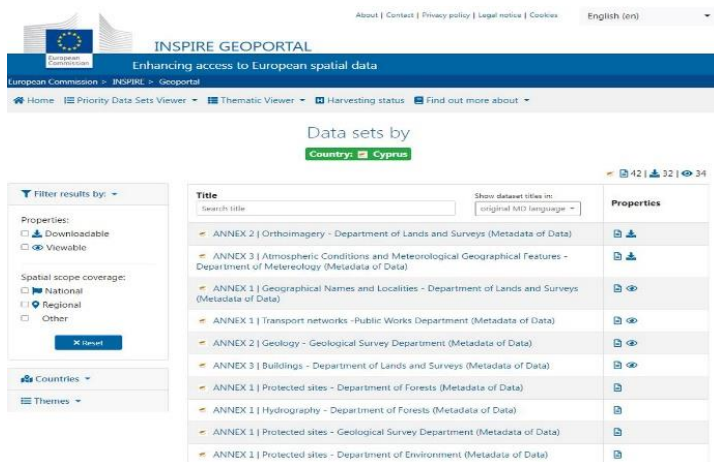 About | Contact | Privacy policy | Legal notice | Cookies
English (en)
European
Commission
INSPIRE GEOPORTAL
Enhancing access to European spatial data
European Commission > INSPIRE > Geoportal
Home Priority Data Sets Viewer Thematic Viewer Harvesting status Find out more about
Data sets by
Country: Cyprus
42 | 32 | 34
Filter results by:
Properties:
Downloadable
Viewable
Spatial scope coverage:
National
Regional
Other
Reset
Countries
Themes
Title
Search title
Show dataset titles in:
original MD language
Properties
ANNEX 2 | Orthoimagery - Department of Lands and Surveys (Metadata of Data)
ANNEX 3 | Atmospheric Conditions and Meteorological Geographical Features -
Department of Metereology (Metadata of Data)
ANNEX 1 | Geographical Names and Localities - Department of Lands and Surveys
(Metadata of Data)
ANNEX 1 | Transport networks -Public Works Department (Metadata of Data)
ANNEX 2 | Geology - Geological Survey Department (Metadata of Data)
ANNEX 3 | Buildings - Department of Lands and Surveys (Metadata of Data)
ANNEX 1 | Protected sites - Department of Forests (Metadata of Data)
ANNEX 1 | Hydrography - Department of Forests (Metadata of Data)
ANNEX 1 | Protected sites - Geological Survey Department (Metadata of Data)
ANNEX 1 | Protected sites - Department of Environment (Metadata of Data)